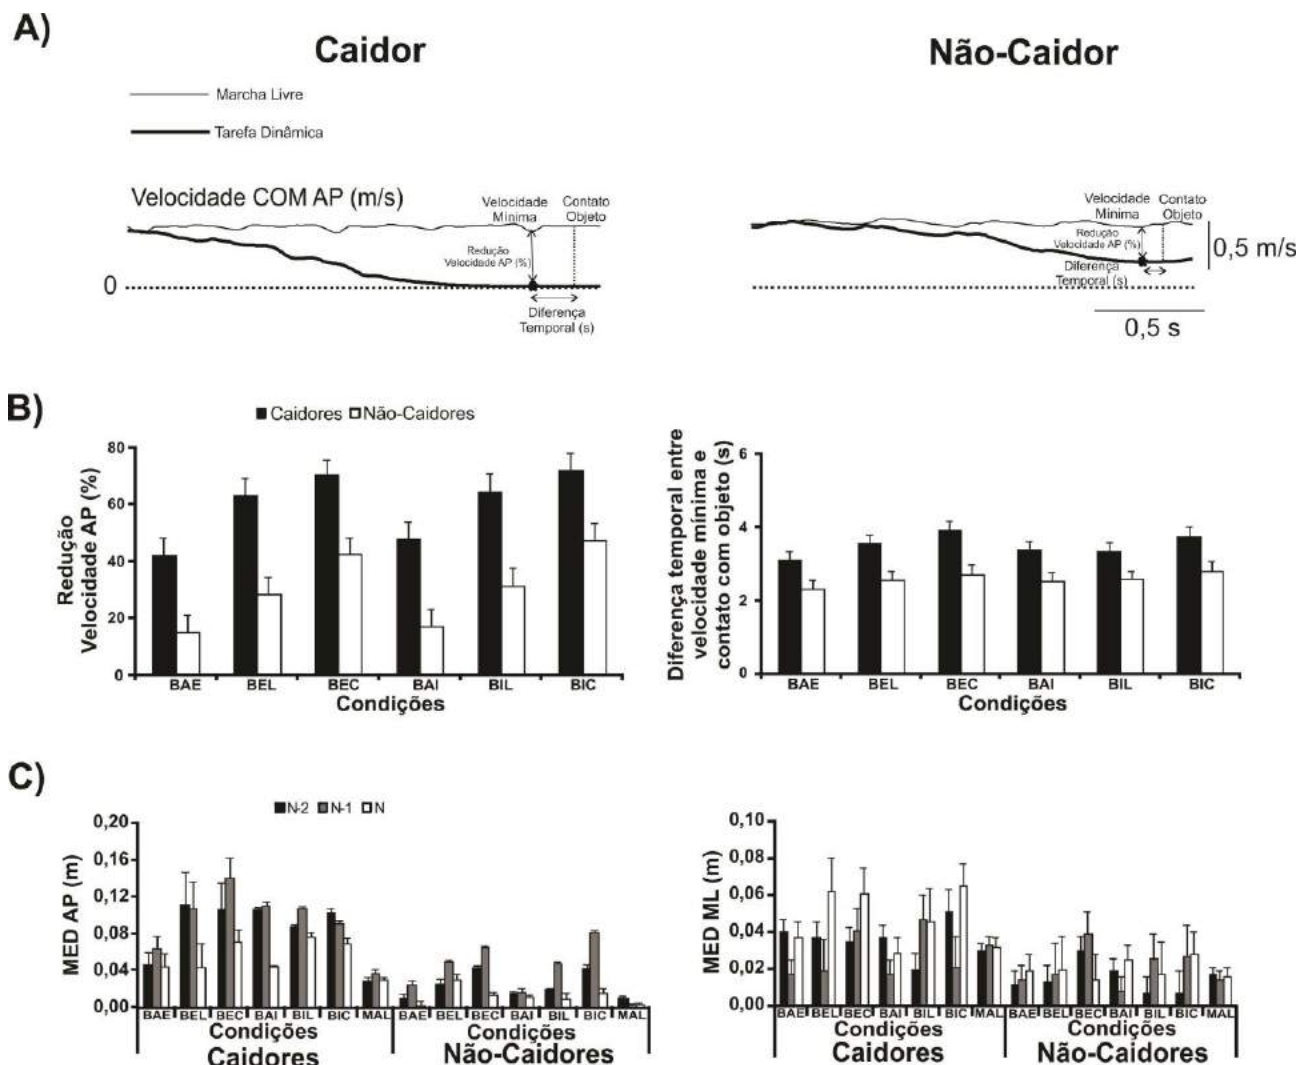 A)
Caidor
Não-Caidor
Marcha Livre
Tarefa Dinâmica
Velocidade COM AP (m/s)
Velocidade
Mínima
Contato
Objeto
Redução
Velocidade AP (%)
0
Diferença
Temporal (s)
Velocidade
Mínima
Contato
Objeto
Redução
Velocidade AP (%)
Diferença
Temporal (s)
0,5 m/s
0,5 s
B)
Caidores Não-Caidores
Redução
Velocidade AP (%)
80
60
40
20
0
BAE BEL BEC BAI BIL BIC
Condições
Diferença temporal entre
velocidade mínima e
contato com objeto (s)
6
4
2
0
BAE BEL BEC BAI BIL BIC
Condições
C)
N-2 N-1 N
MED AP (m)
0,20
0,16
0,12
0,08
0,04
0,00
BAE BEL BEC BAI BIL BIC MAL BAE BEL BEC BAI BIL BIC MAL
Condições Condições
Caidores Não-Caidores
MED ML (m)
0,10
0,08
0,06
0,04
0,02
0,00
BAE BEL BEC BAI BIL BIC MAL BAE BEL BEC BAI BIL BIC MAL
Condições Condições
Caidores Não-Caidores